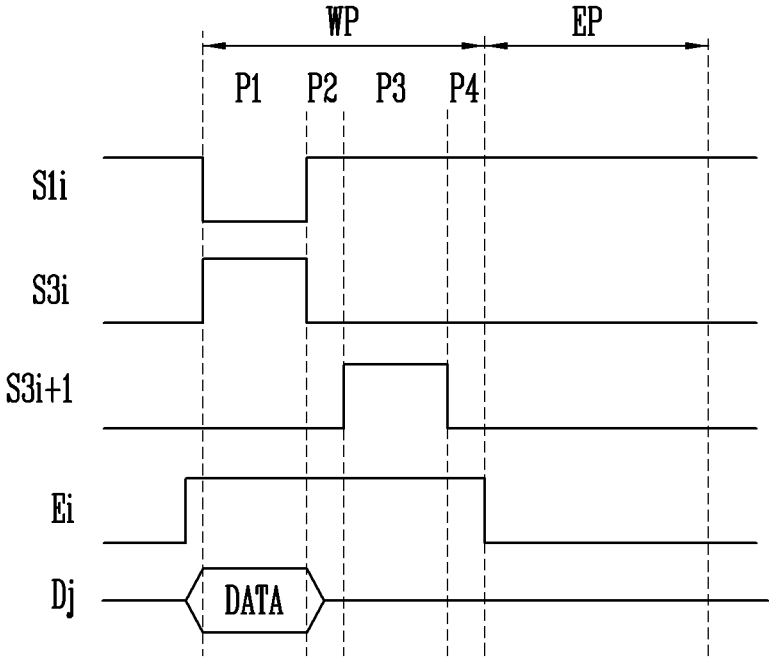 WP EP
P1 P2 P3 P4
S1i
S3i
S3i+1
Ei
Dj DATA